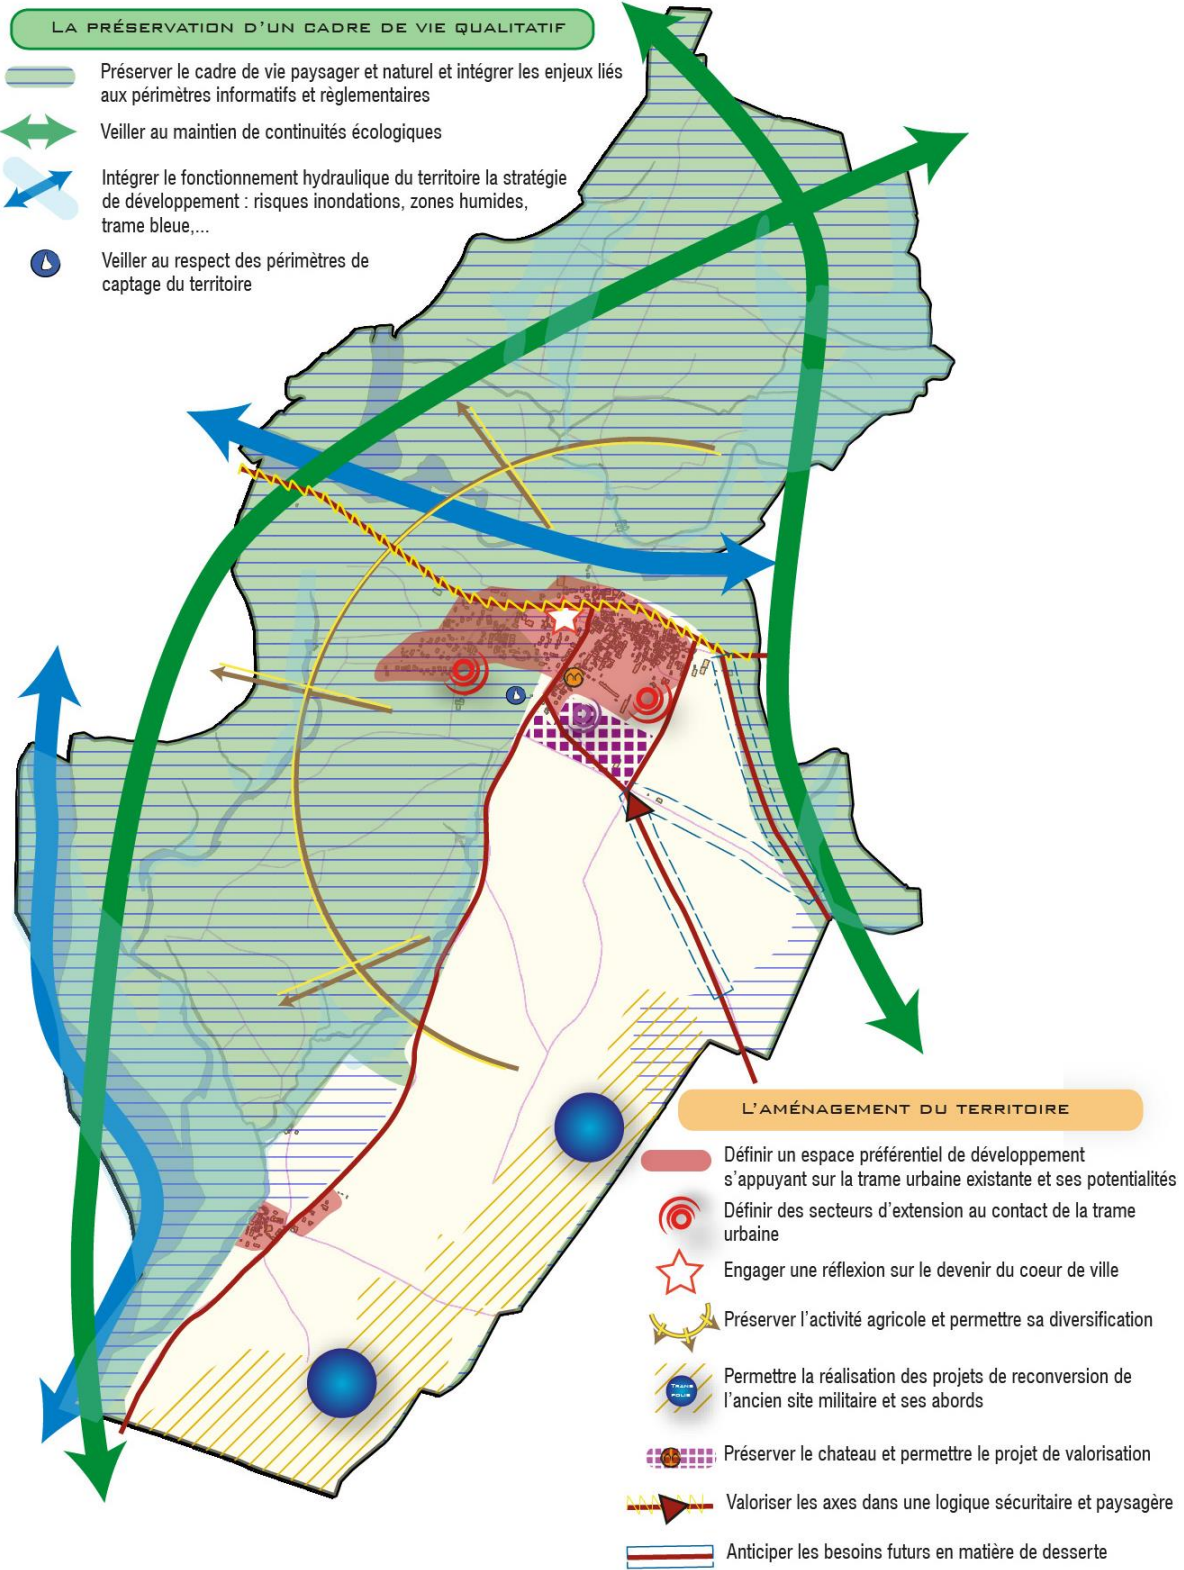 LA PRÉSERVATION D'UN CADRE DE VIE QUALITATIF
Préserver le cadre de vie paysager et naturel et intégrer les enjeux liés
aux périmètres informatifs et règlementaires
Veiller au maintien de continuités écologiques
Intégrer le fonctionnement hydraulique du territoire la stratégie
de développement : risques inondations, zones humides,
trame bleue,...
Veiller au respect des périmètres de
captage du territoire
L'AMÉNAGEMENT DU TERRITOIRE
Définir un espace préférentiel de développement
s'appuyant sur la trame urbaine existante et ses potentialités
Définir des secteurs d'extension au contact de la trame
urbaine
Engager une réflexion sur le devenir du coeur de ville
Préserver l'activité agricole et permettre sa diversification
Permettre la réalisation des projets de reconversion de
l'ancien site militaire et ses abords
TRANS
POLIS
Préserver le chateau et permettre le projet de valorisation
Valoriser les axes dans une logique sécuritaire et paysagère
Anticiper les besoins futurs en matière de desserte